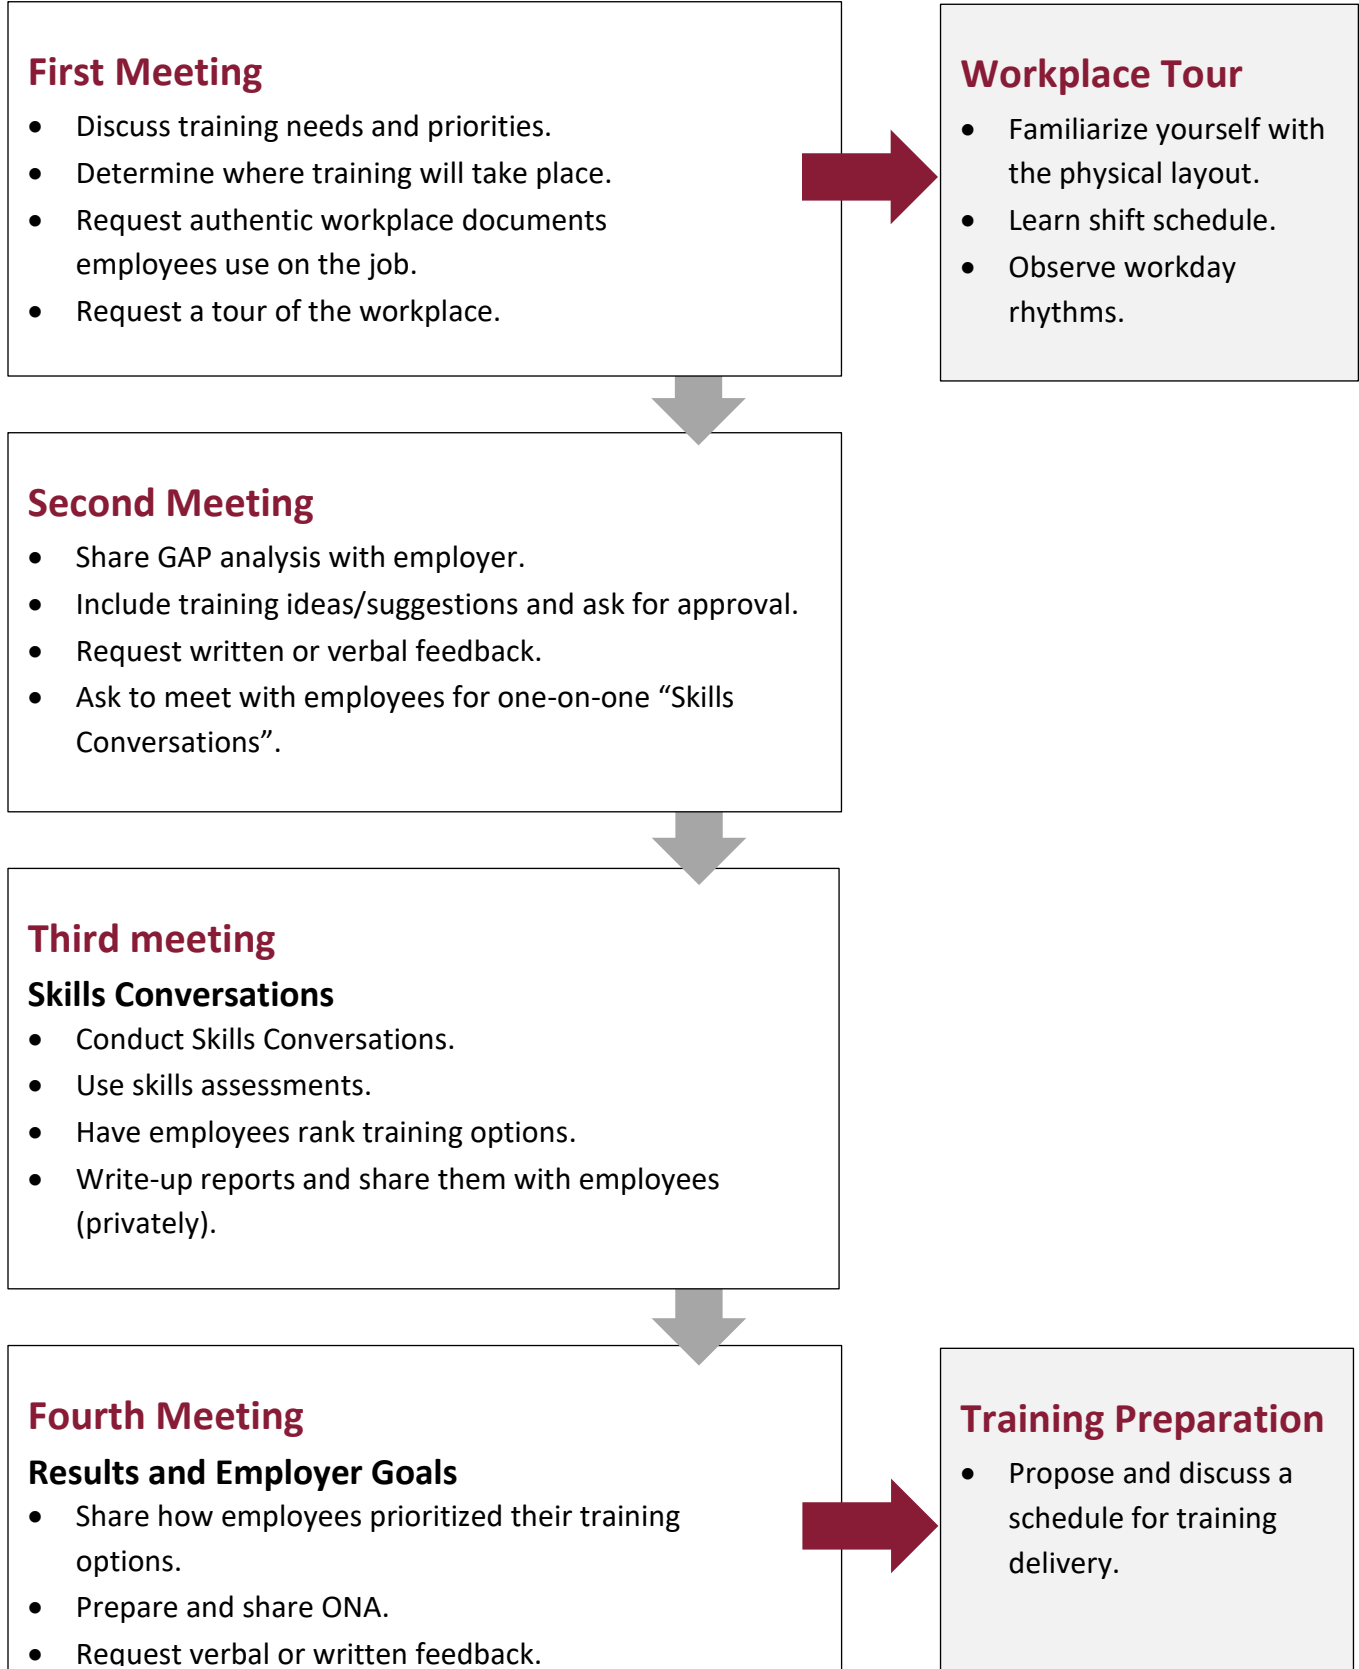 First Meeting
• Discuss training needs and priorities.
• Determine where training will take place.
• Request authentic workplace documents
employees use on the job.
• Request a tour of the workplace.
Workplace Tour
• Familiarize yourself with
the physical layout.
• Learn shift schedule.
• Observe workday
rhythms.
Second Meeting
• Share GAP analysis with employer.
• Include training ideas/suggestions and ask for approval.
• Request written or verbal feedback.
• Ask to meet with employees for one-on-one “Skills
Conversations”.
Third meeting
Skills Conversations
• Conduct Skills Conversations.
• Use skills assessments.
• Have employees rank training options.
• Write-up reports and share them with employees
(privately).
Fourth Meeting
Results and Employer Goals
• Share how employees prioritized their training
options.
• Prepare and share ONA.
• Request verbal or written feedback.
Training Preparation
• Propose and discuss a
schedule for training
delivery.